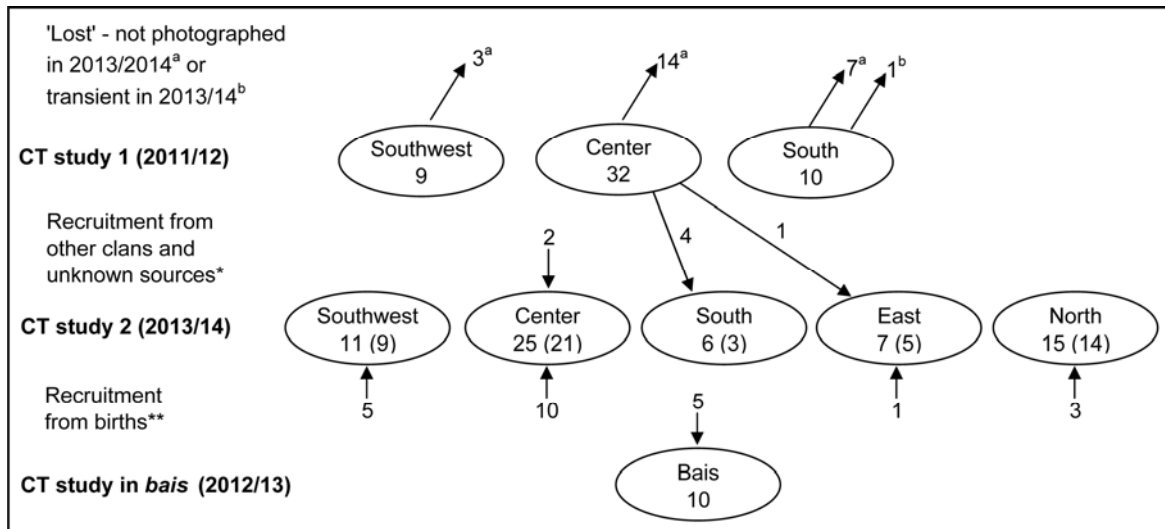 'Lost' - not photographed
in 2013/2014a or
transient in 2013/14b
3a
14a
7a
1b
CT study 1 (2011/12)
Southwest
9
Center
32
South
10
Recruitment from
other clans and
unknown sources*
2
4
1
CT study 2 (2013/14)
Southwest
11 (9)
Center
25 (21)
South
6 (3)
East
7 (5)
North
15 (14)
Recruitment
from births**
5
10
5
1
3
CT study in bais (2012/13)
Bais
10